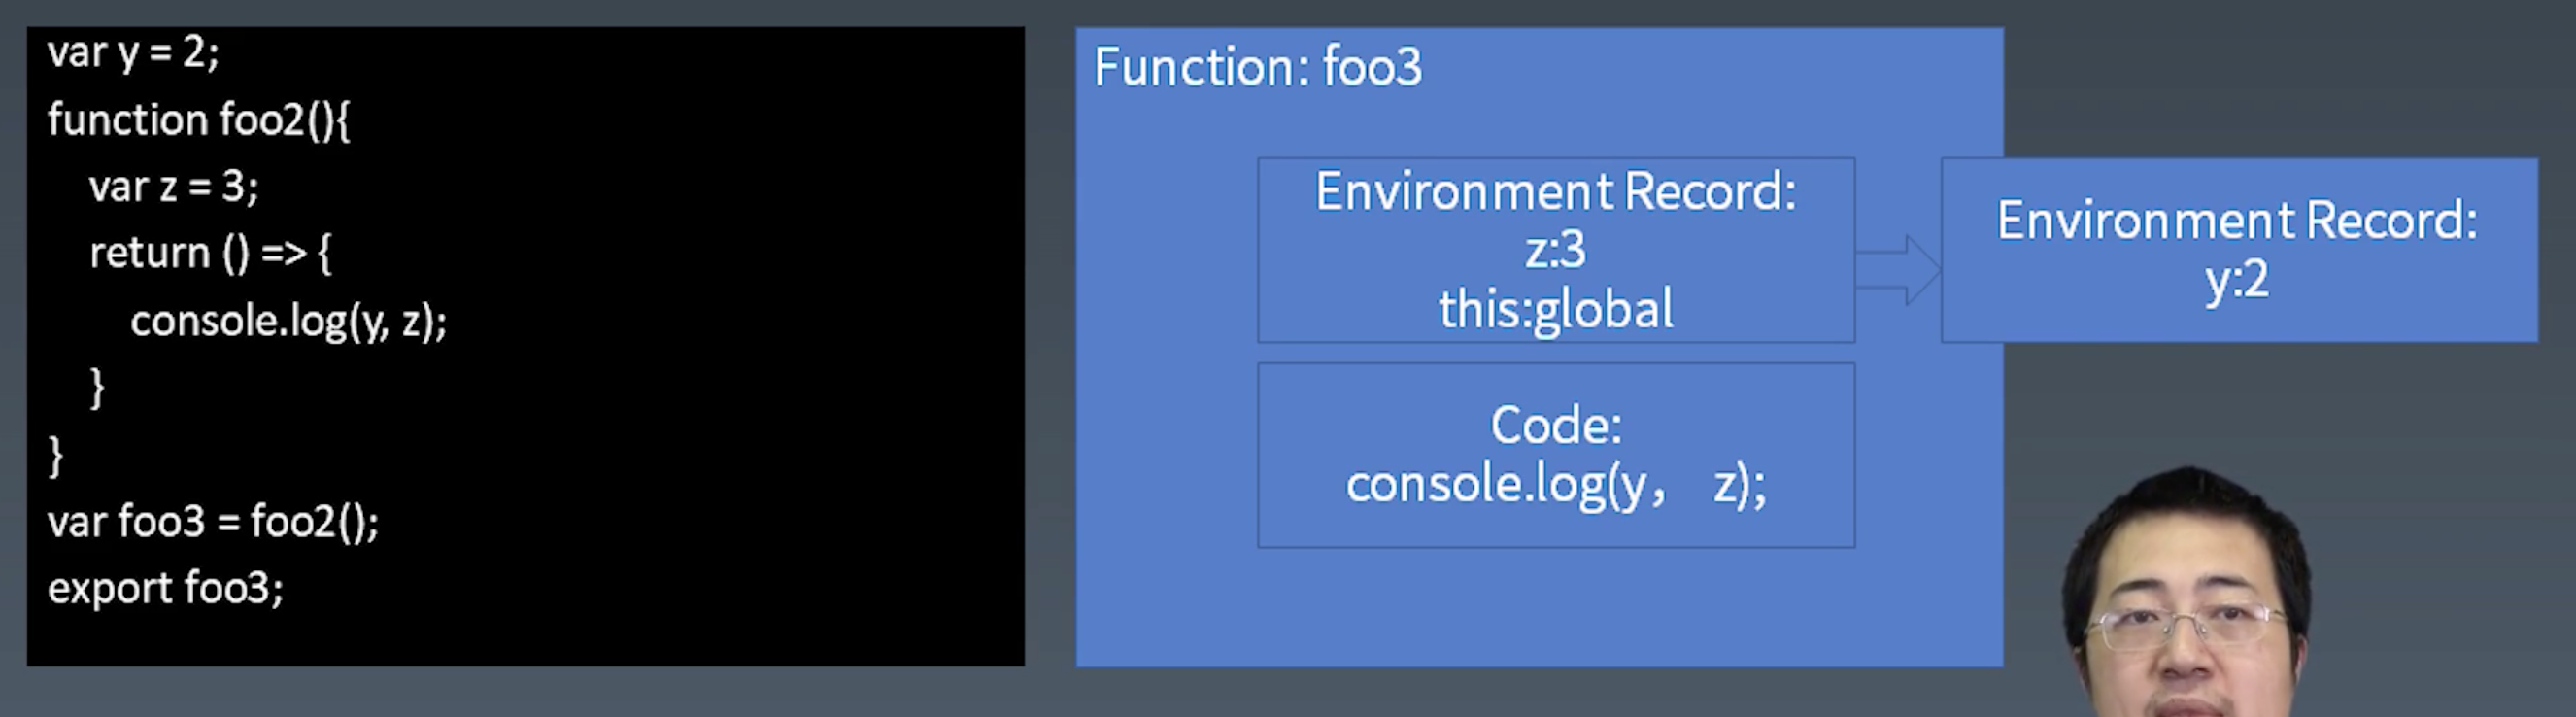 var y = 2;
function foo2(){
var z = 3;
return () => {
console.log(y, z);
}
}
var foo3 = foo2();
export foo3;
Function: foo3
Environment Record:
z:3
this:global
Environment Record:
y:2
Code:
console.log(y， z);